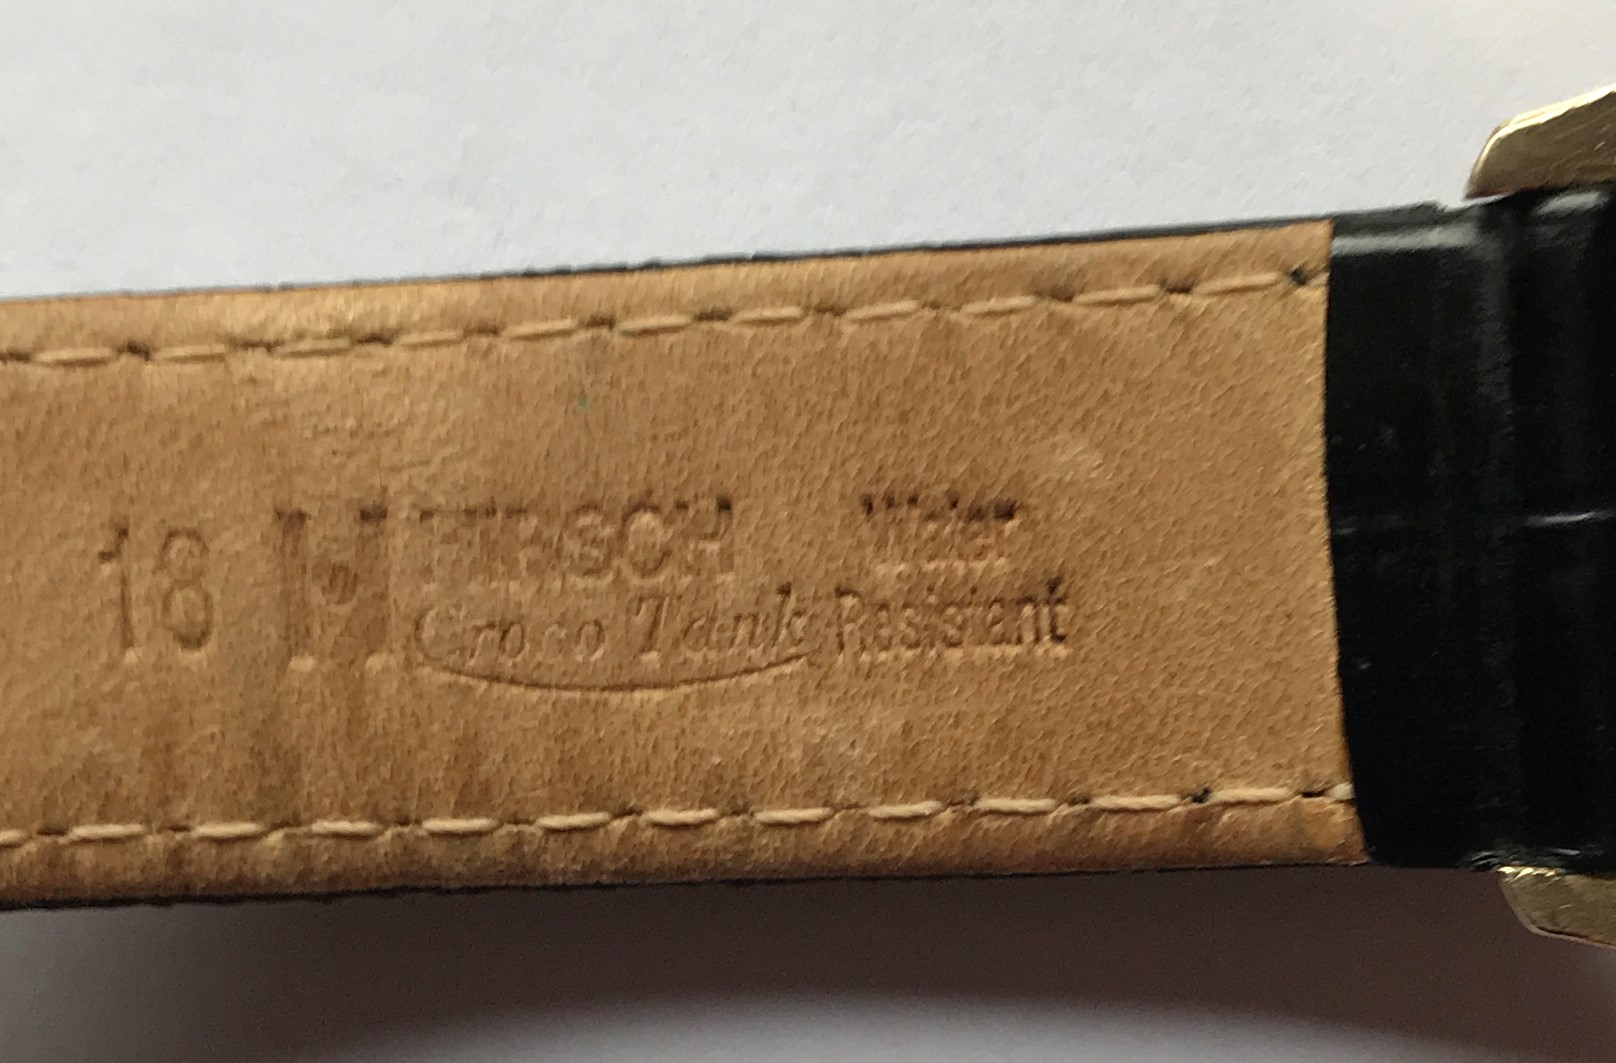 18 H HIRSCH Water
Croco Tank Resistant